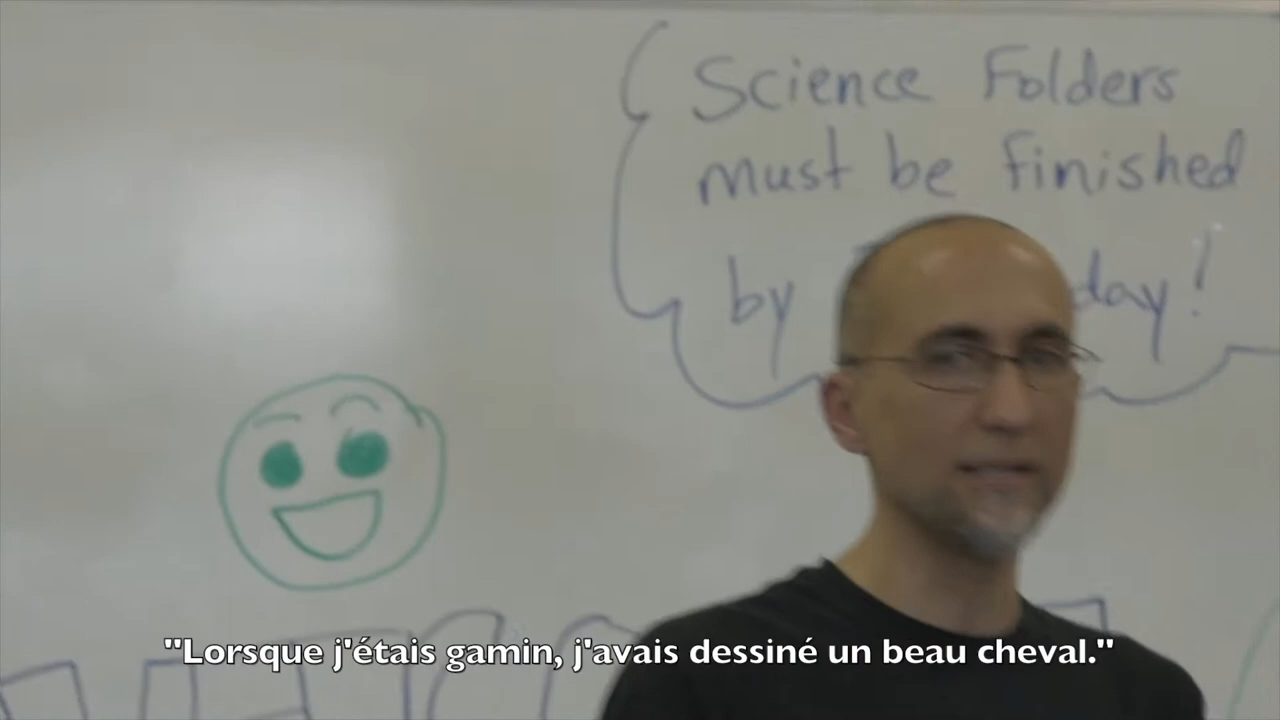 Science Folders
must be finished
by day!
"Lorsque j'étais gamin, j'avais dessiné un beau cheval."